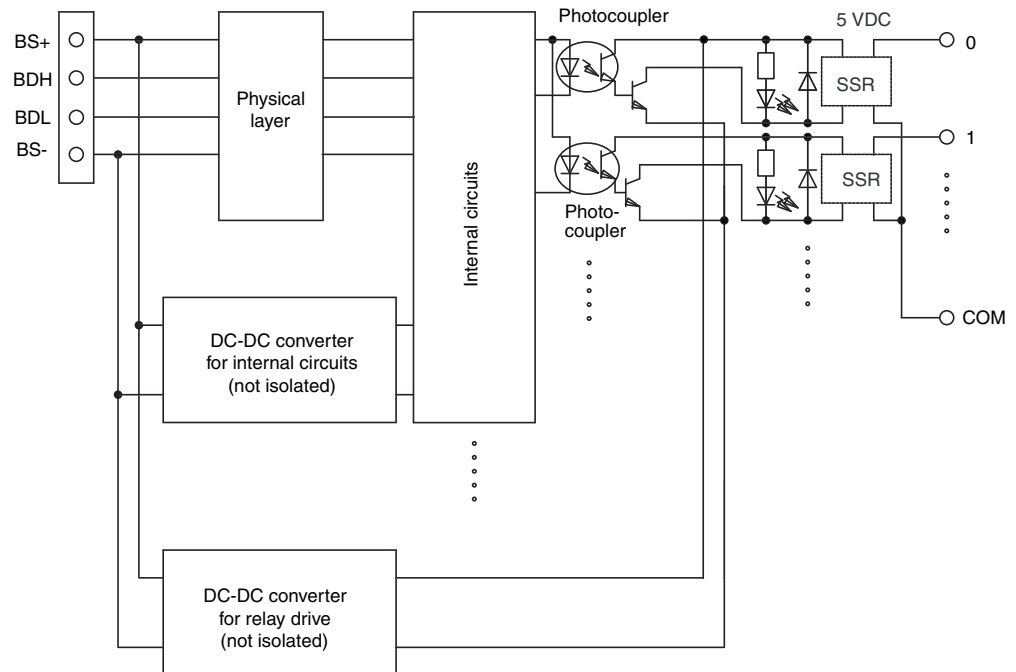 Photocoupler
5 VDC
BS+
BDH
BDL
BS-
Physical
layer
Internal circuits
SSR
0
SSR
1
Photo-
coupler
COM
DC-DC converter
for internal circuits
(not isolated)
DC-DC converter
for relay drive
(not isolated)